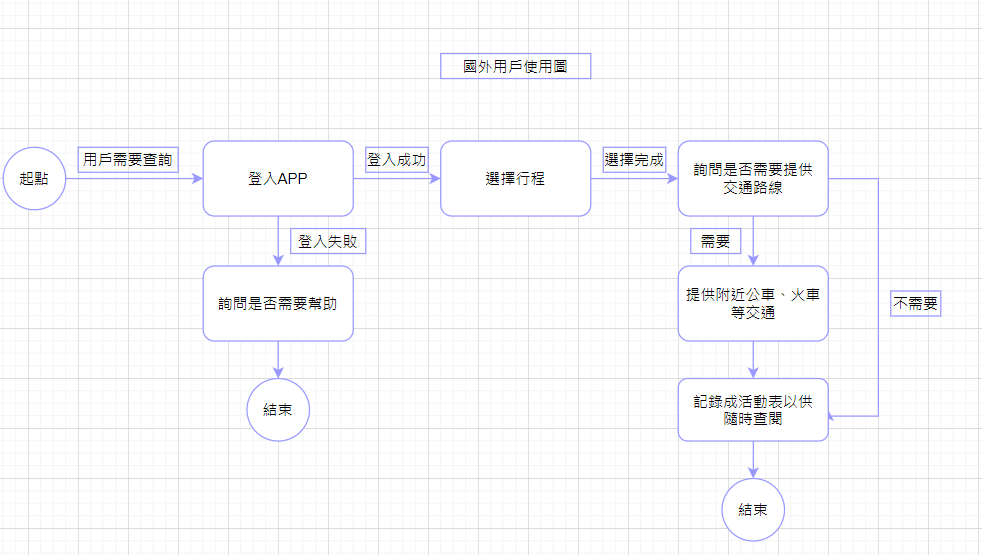 國外用戶使用圖
起點
用戶需要查詢
登入APP
登入成功
選擇行程
選擇完成
詢問是否需要提供
交通路線
登入失敗
需要
不需要
詢問是否需要幫助
提供附近公車、火車
等交通
結束
記錄成活動表以供
隨時查閱
結束